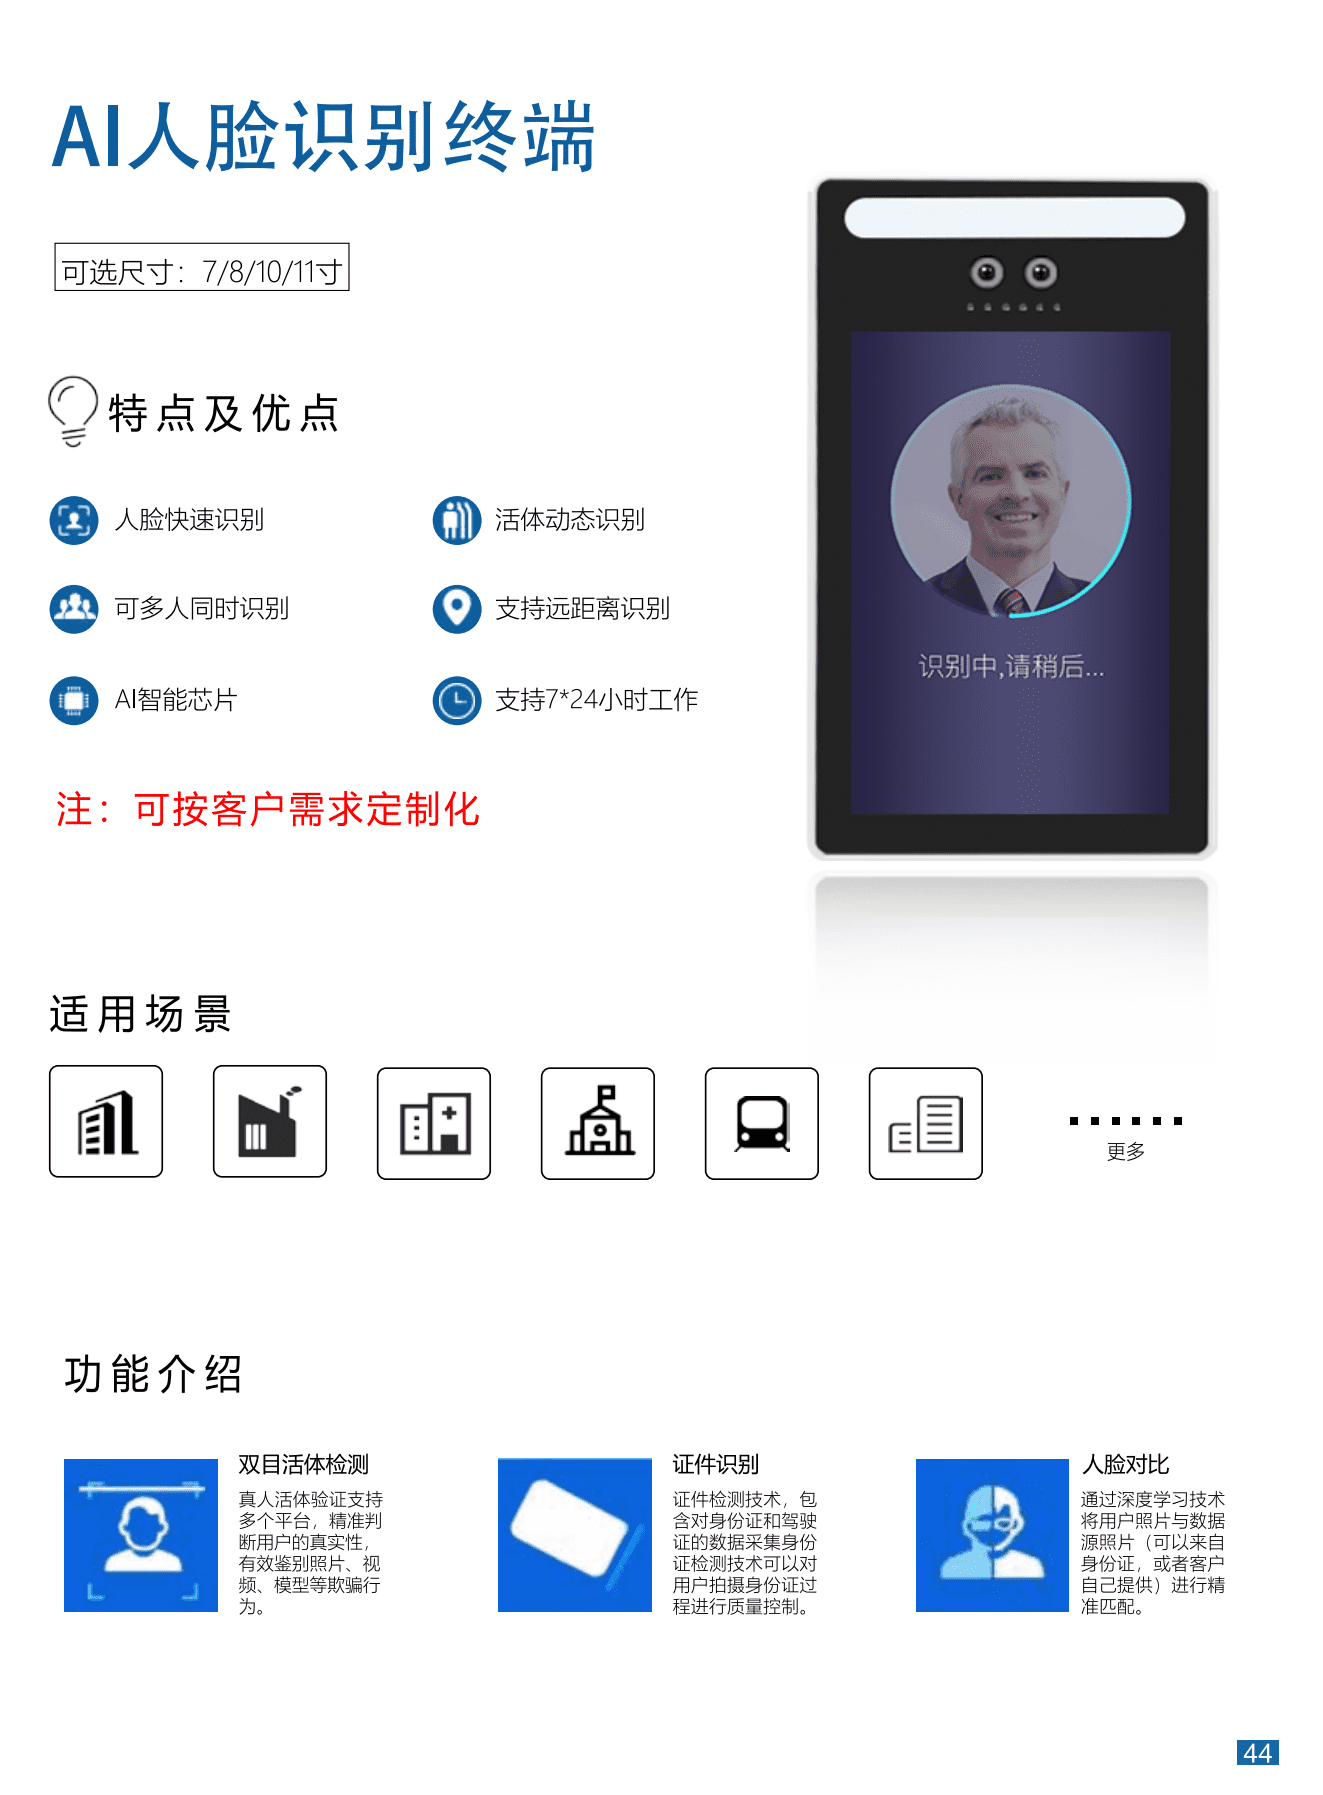 AI人脸识别终端
可选尺寸：7/8/10/11寸
特点及优点
人脸快速识别
活体动态识别
可多人同时识别
支持远距离识别
AI智能芯片
支持7*24小时工作
注：可按客户需求定制化
识别中,请稍后...
适用场景
......
更多
功能介绍
双目活体检测
真人活体验证支持
多个平台，精准判
断用户的真实性，
有效鉴别照片、视
频、模型等欺骗行
为。
证件识别
证件检测技术，包
含对身份证和驾驶
证的数据采集身份
证检测技术可以对
用户拍摄身份证过
程进行质量控制。
人脸对比
通过深度学习技术
将用户照片与数据
源照片（可以来自
身份证，或者客户
自己提供）进行精
准匹配。
44